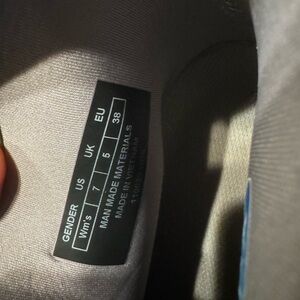 GENDER US UK EU
Wm's 7 5 38
MAN MADE MATERIALS
MADE IN VIETNAM